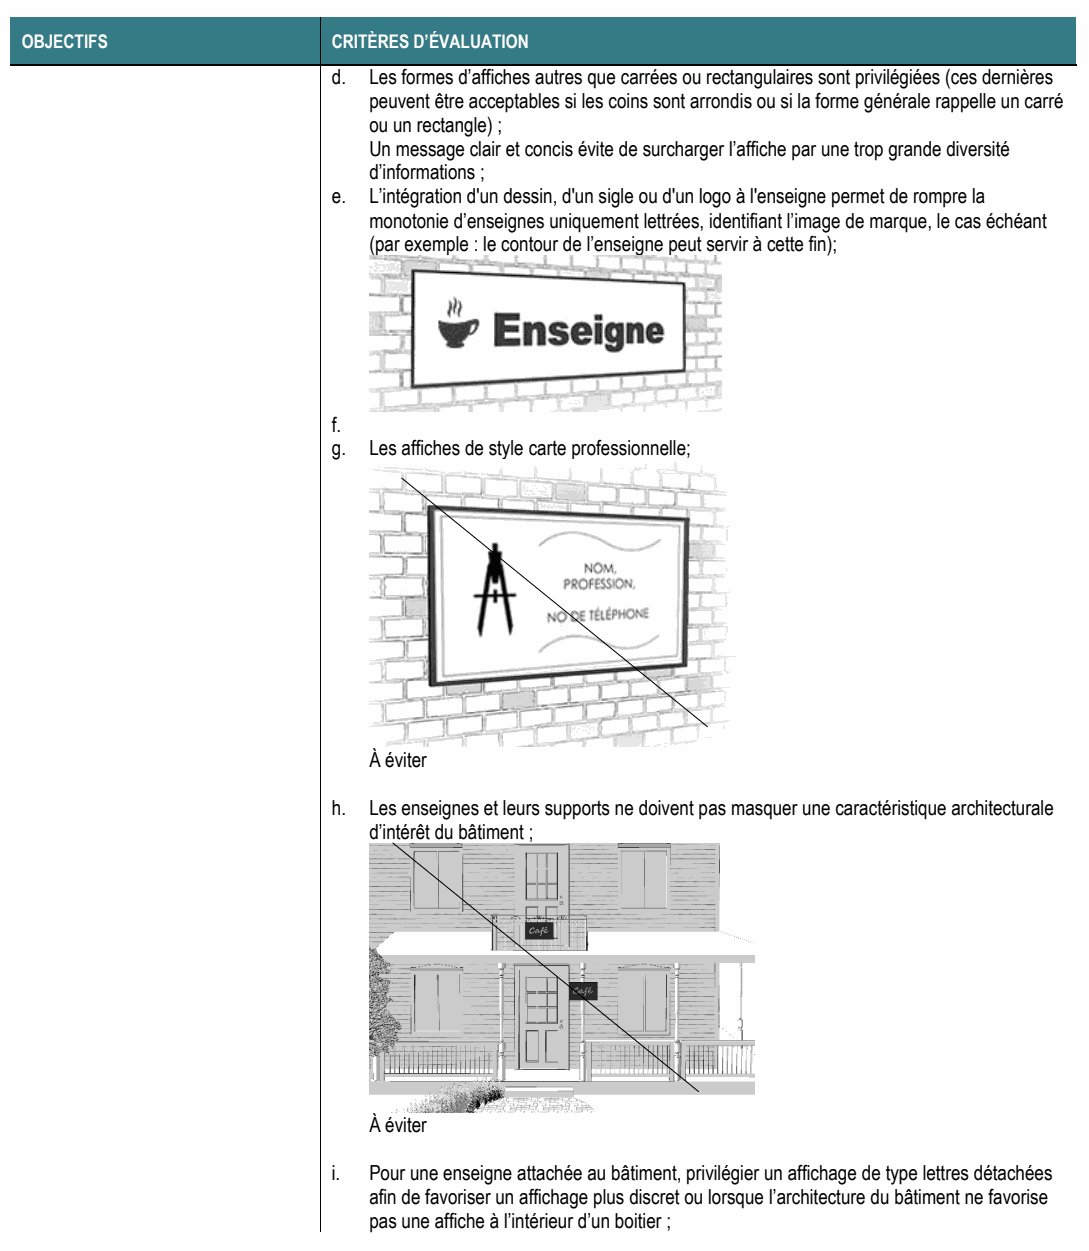 OBJECTIFS
CRITÈRES D’ÉVALUATION
d. Les formes d’affiches autres que carrées ou rectangulaires sont privilégiées (ces dernières
peuvent être acceptables si les coins sont arrondis ou si la forme générale rappelle un carré
ou un rectangle) ;
Un message clair et concis évite de surcharger l’affiche par une trop grande diversité
d’informations ;
e. L’intégration d'un dessin, d'un sigle ou d'un logo à l'enseigne permet de rompre la
monotonie d’enseignes uniquement lettrées, identifiant l’image de marque, le cas échéant
(par exemple : le contour de l’enseigne peut servir à cette fin);
Enseigne
f.
g. Les affiches de style carte professionnelle;
NOM,
PROFESSION,
NO DE TÉLÉPHONE
À éviter
h. Les enseignes et leurs supports ne doivent pas masquer une caractéristique architecturale
d’intérêt du bâtiment ;
Café
Café
À éviter
i. Pour une enseigne attachée au bâtiment, privilégier un affichage de type lettres détachées
afin de favoriser un affichage plus discret ou lorsque l’architecture du bâtiment ne favorise
pas une affiche à l’intérieur d’un boitier ;